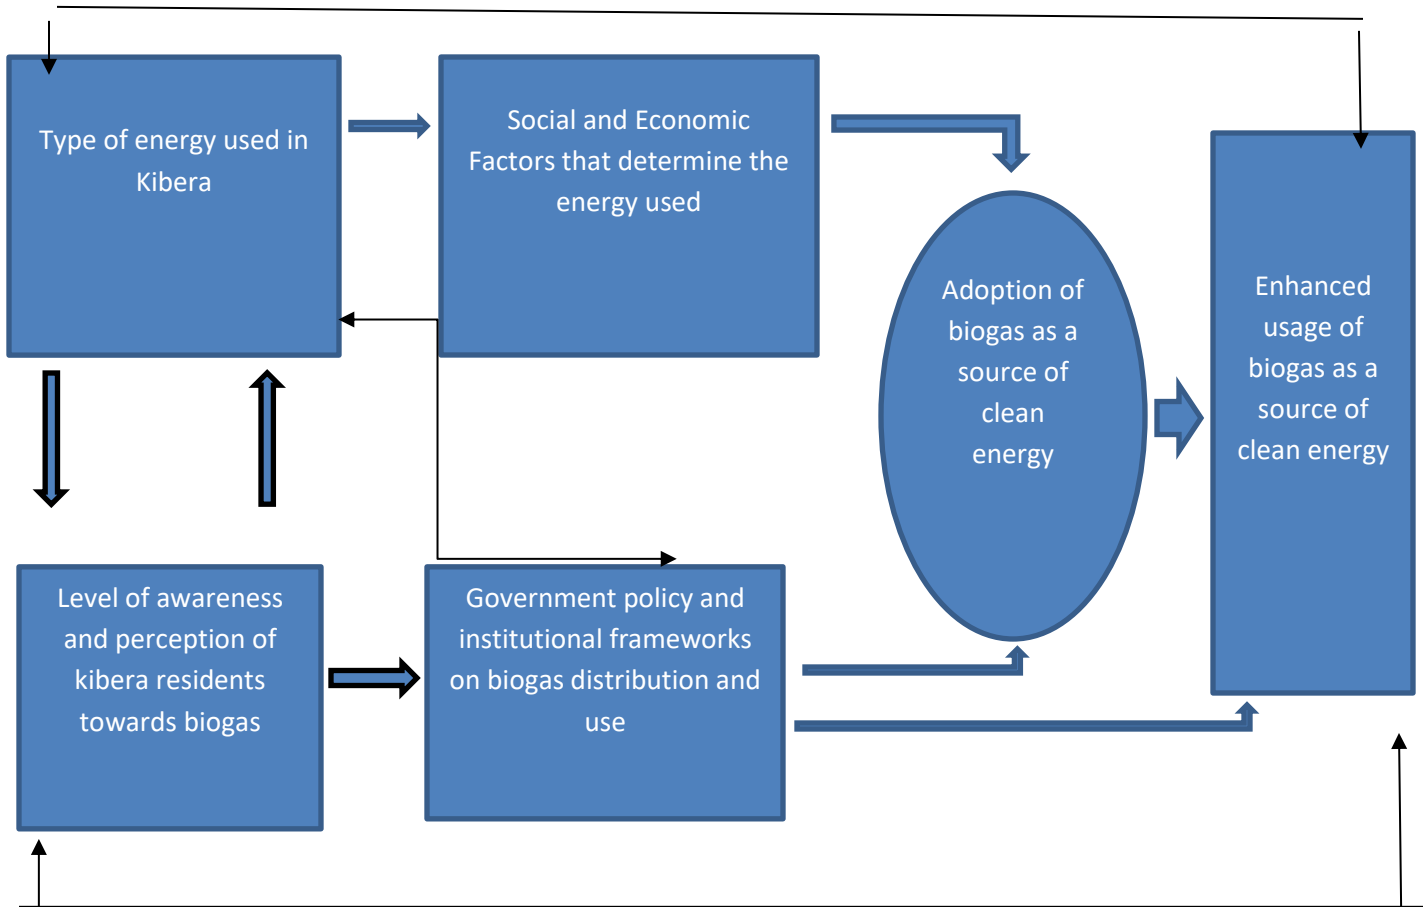 Type of energy used in
Kibera
Social and Economic
Factors that determine the
energy used
Adoption of
biogas as a
source of
clean
energy
Enhanced
usage of
biogas as a
source of
clean energy
Level of awareness
and perception of
kibera residents
towards biogas
Government policy and
institutional frameworks
on biogas distribution and
use